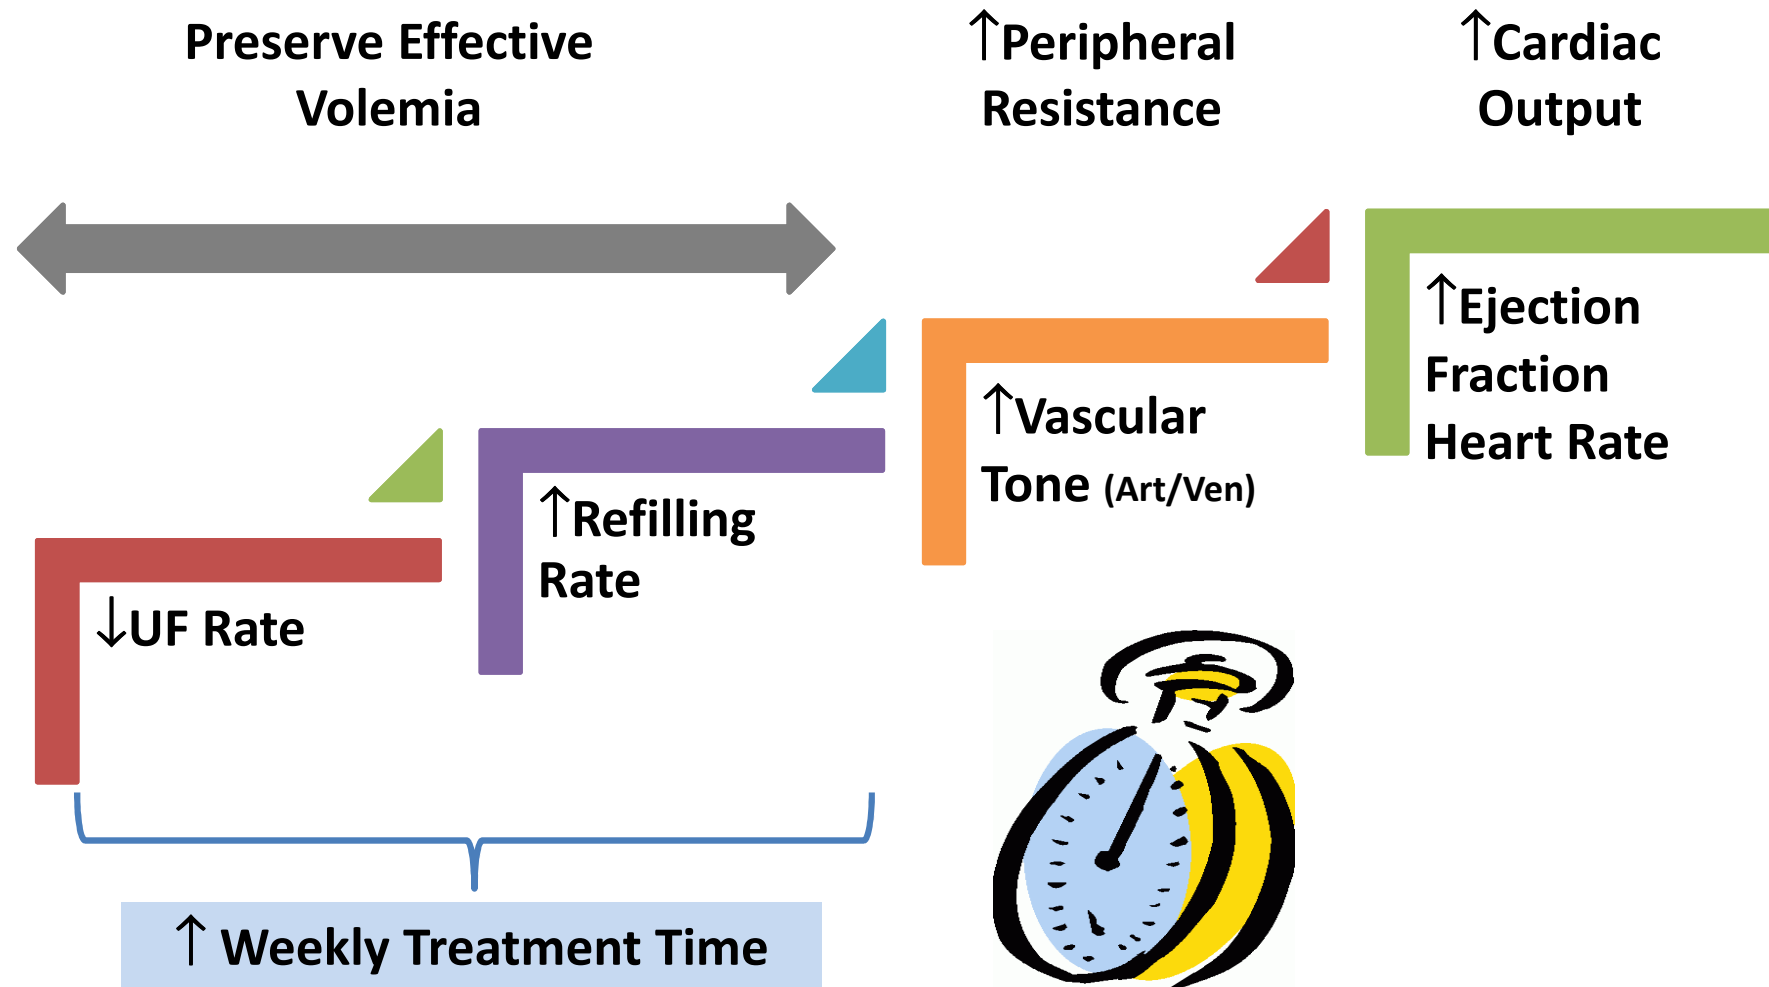 Preserve Effective
Volemia
↑Peripheral
Resistance
↑Cardiac
Output
↑Ejection
Fraction
Heart Rate
↑Vascular
Tone (Art/Ven)
↑Refilling
Rate
↓UF Rate
↑ Weekly Treatment Time